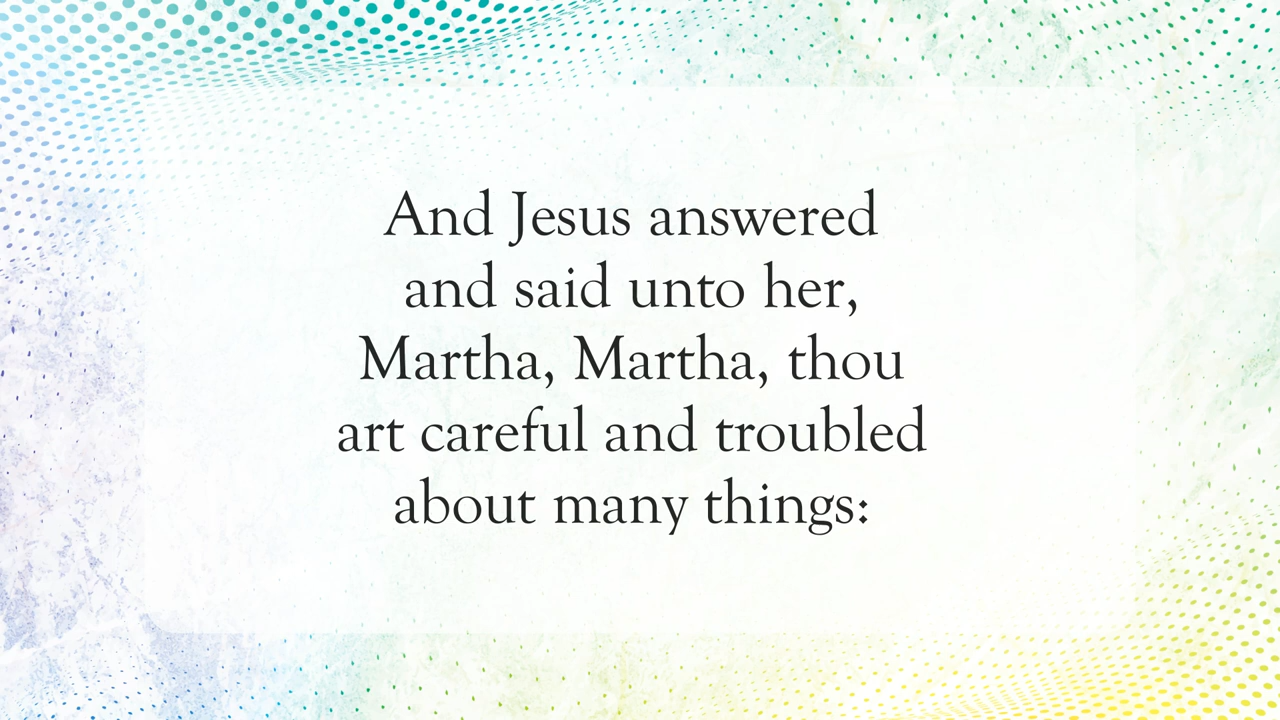 And Jesus answered
and said unto her,
Martha, Martha, thou
art careful and troubled
about many things: